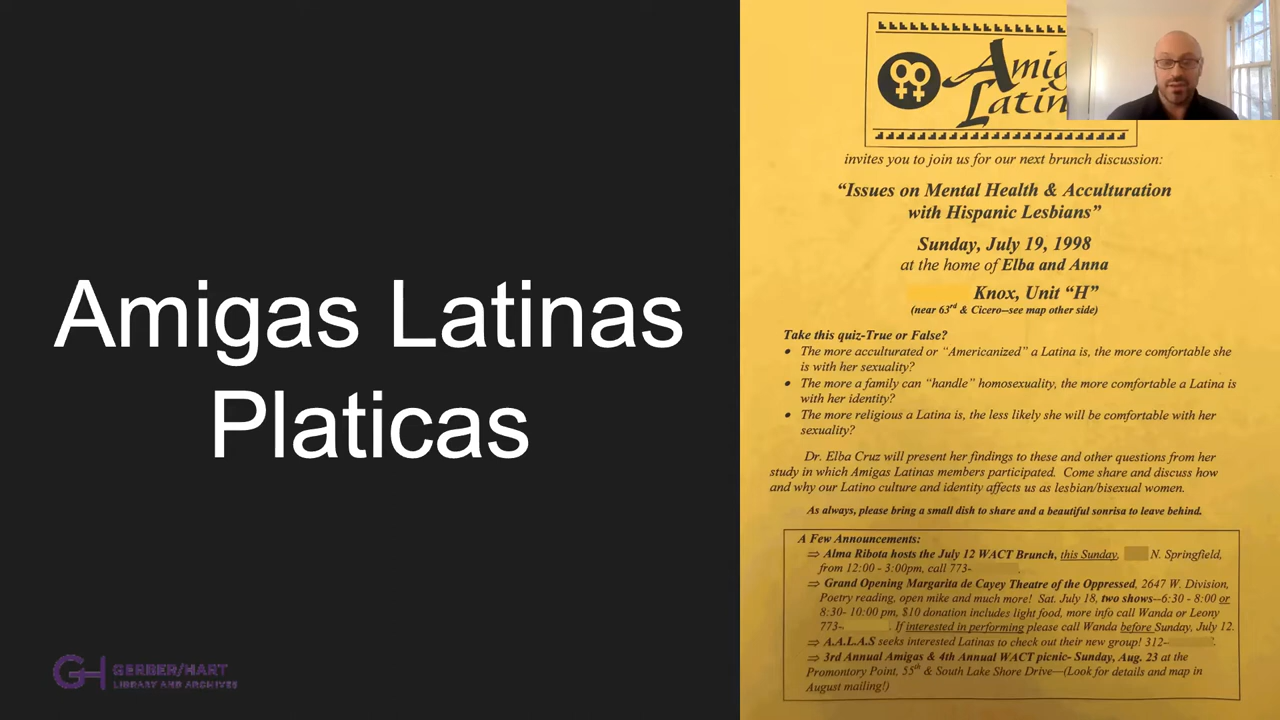 Amigas Latinas
Platicas
GERBER/HART
LIBRARY AND ARCHIVES
Amig
Latin
invites you to join us for our next brunch discussion:
“Issues on Mental Health & Acculturation
with Hispanic Lesbians”
Sunday, July 19, 1998
at the home of Elba and Anna
Knox, Unit “H”
(near 63rd & Cicero--see map other side)
Take this quiz-True or False?
• The more acculturated or “Americanized” a Latina is, the more comfortable she
is with her sexuality?
• The more a family can “handle” homosexuality, the more comfortable a Latina is
with her identity?
• The more religious a Latina is, the less likely she will be comfortable with her
sexuality?
Dr. Elba Cruz will present her findings to these and other questions from her
study in which Amigas Latinas members participated. Come share and discuss how
and why our Latino culture and identity affects us as lesbian/bisexual women.
As always, please bring a small dish to share and a beautiful sonrisa to leave behind.
A Few Announcements:
⇒ Alma Ribota hosts the July 12 WACT Brunch, this Sunday, N. Springfield,
from 12:00 - 3:00pm, call 773-
⇒ Grand Opening Margarita de Cayey Theatre of the Oppressed, 2647 W. Division,
Poetry reading, open mike and much more! Sat. July 18, two shows--6:30 - 8:00 or
8:30- 10:00 pm, $10 donation includes light food, more info call Wanda or Leony
773-. If interested in performing please call Wanda before Sunday, July 12.
⇒ A.A.L.A.S seeks interested Latinas to check out their new group! 312-.
⇒ 3rd Annual Amigas & 4th Annual WACT picnic- Sunday, Aug. 23 at the
Promontory Point, 55th & South Lake Shore Drive—(Look for details and map in
August mailing!)